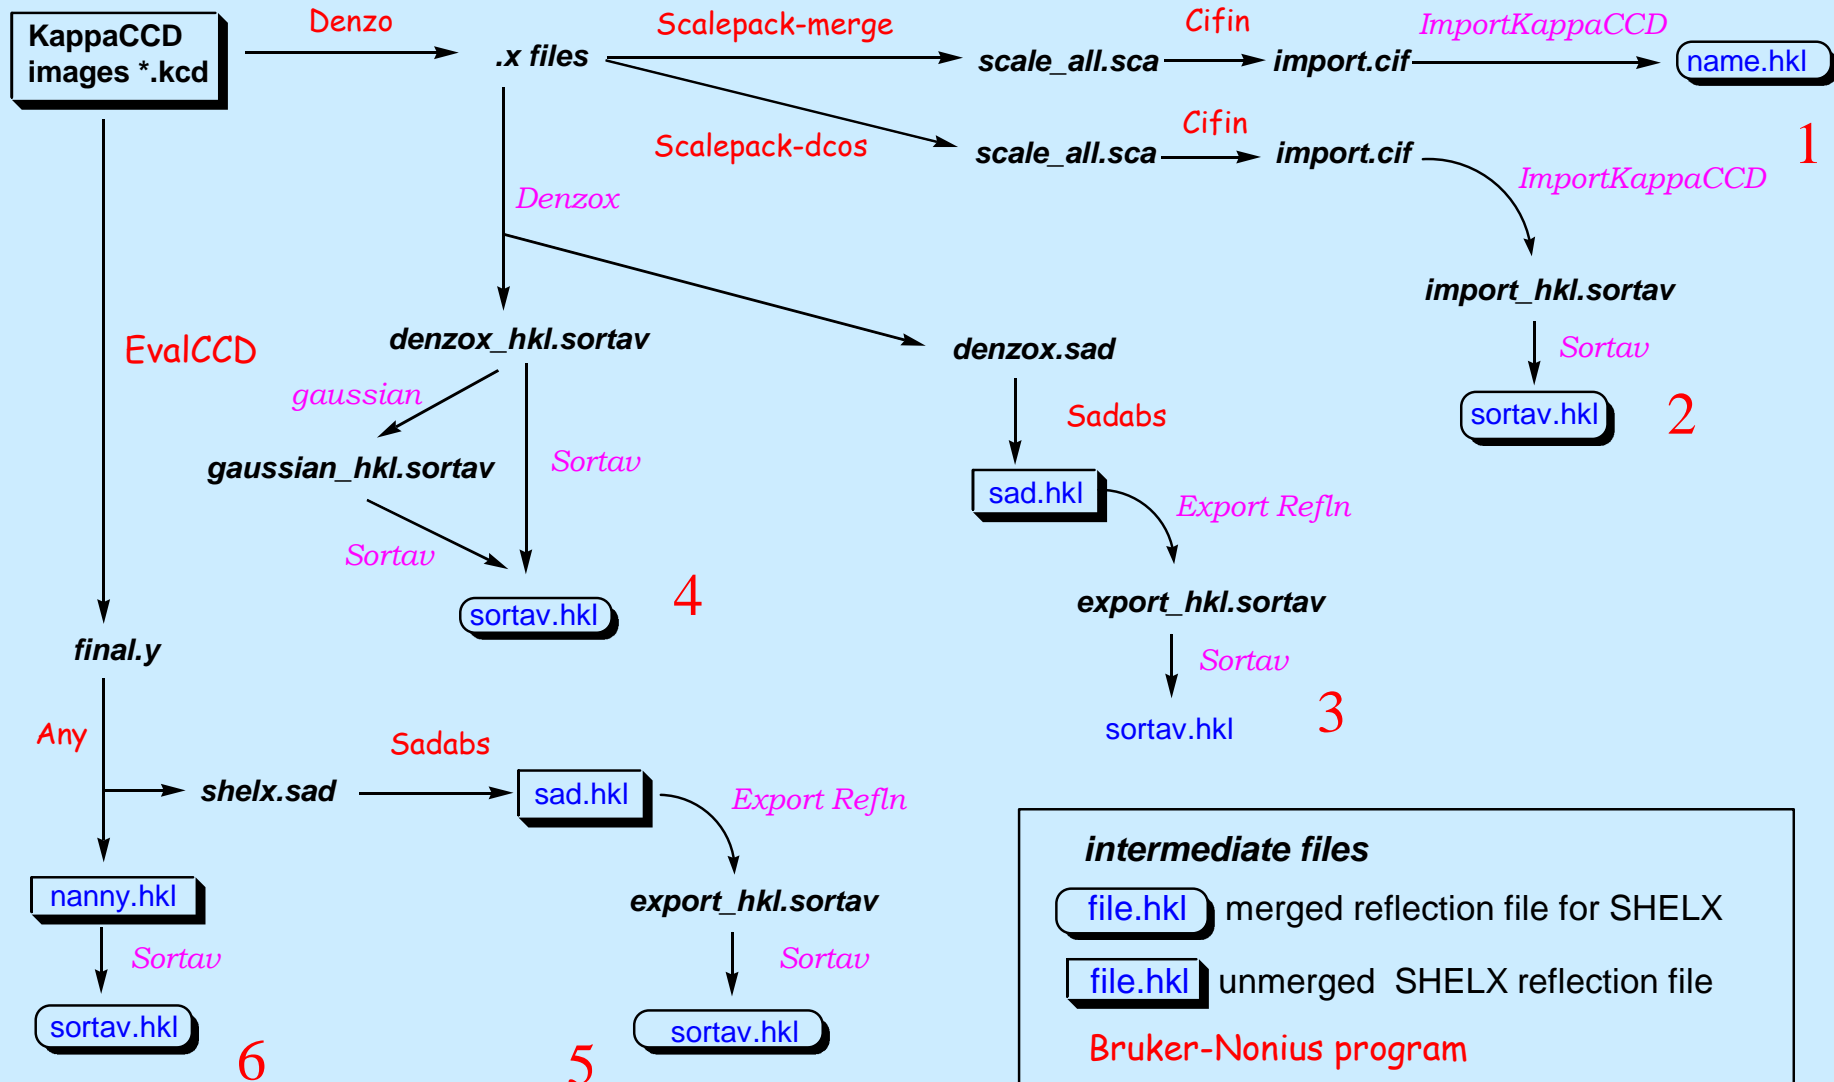 KappaCCD
images *.kcd
Denzo
.x files
Scalepack-merge
scale_all.sca
Cifin
import.cif
ImportKappaCCD
name.hkl
1
Scalepack-dcos
scale_all.sca
Cifin
import.cif
ImportKappaCCD
Denzox
import_hkl.sortav
Sortav
sortav.hkl
2
EvalCCD
denzox_hkl.sortav
denzox.sad
gaussian
gaussian_hkl.sortav
Sortav
Sortav
sortav.hkl
4
Sadabs
sad.hkl
Export Refln
export_hkl.sortav
Sortav
sortav.hkl
3
final.y
Any
shelx.sad
Sadabs
sad.hkl
Export Refln
export_hkl.sortav
Sortav
sortav.hkl
5
nanny.hkl
Sortav
sortav.hkl
6
intermediate files
file.hkl merged reflection file for SHELX
file.hkl unmerged SHELX reflection file
Bruker-Nonius program